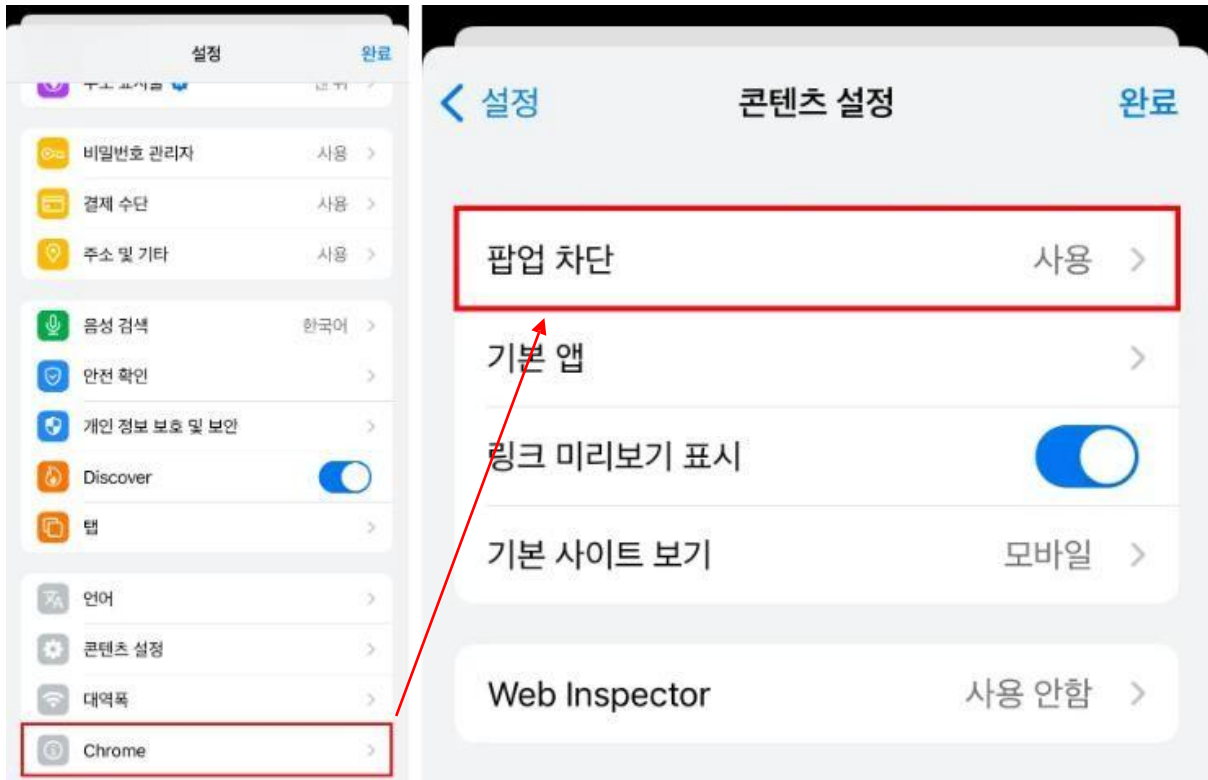 설정
완료
비밀번호 관리자
사용
결제 수단
사용
주소 및 기타
사용
음성 검색
한국어
안전 확인
개인 정보 보호 및 보안
Discover
탭
언어
콘텐츠 설정
대역폭
Chrome
설정
콘텐츠 설정
완료
팝업 차단
사용
기본 앱
링크 미리보기 표시
기본 사이트 보기
모바일
Web Inspector
사용 안함